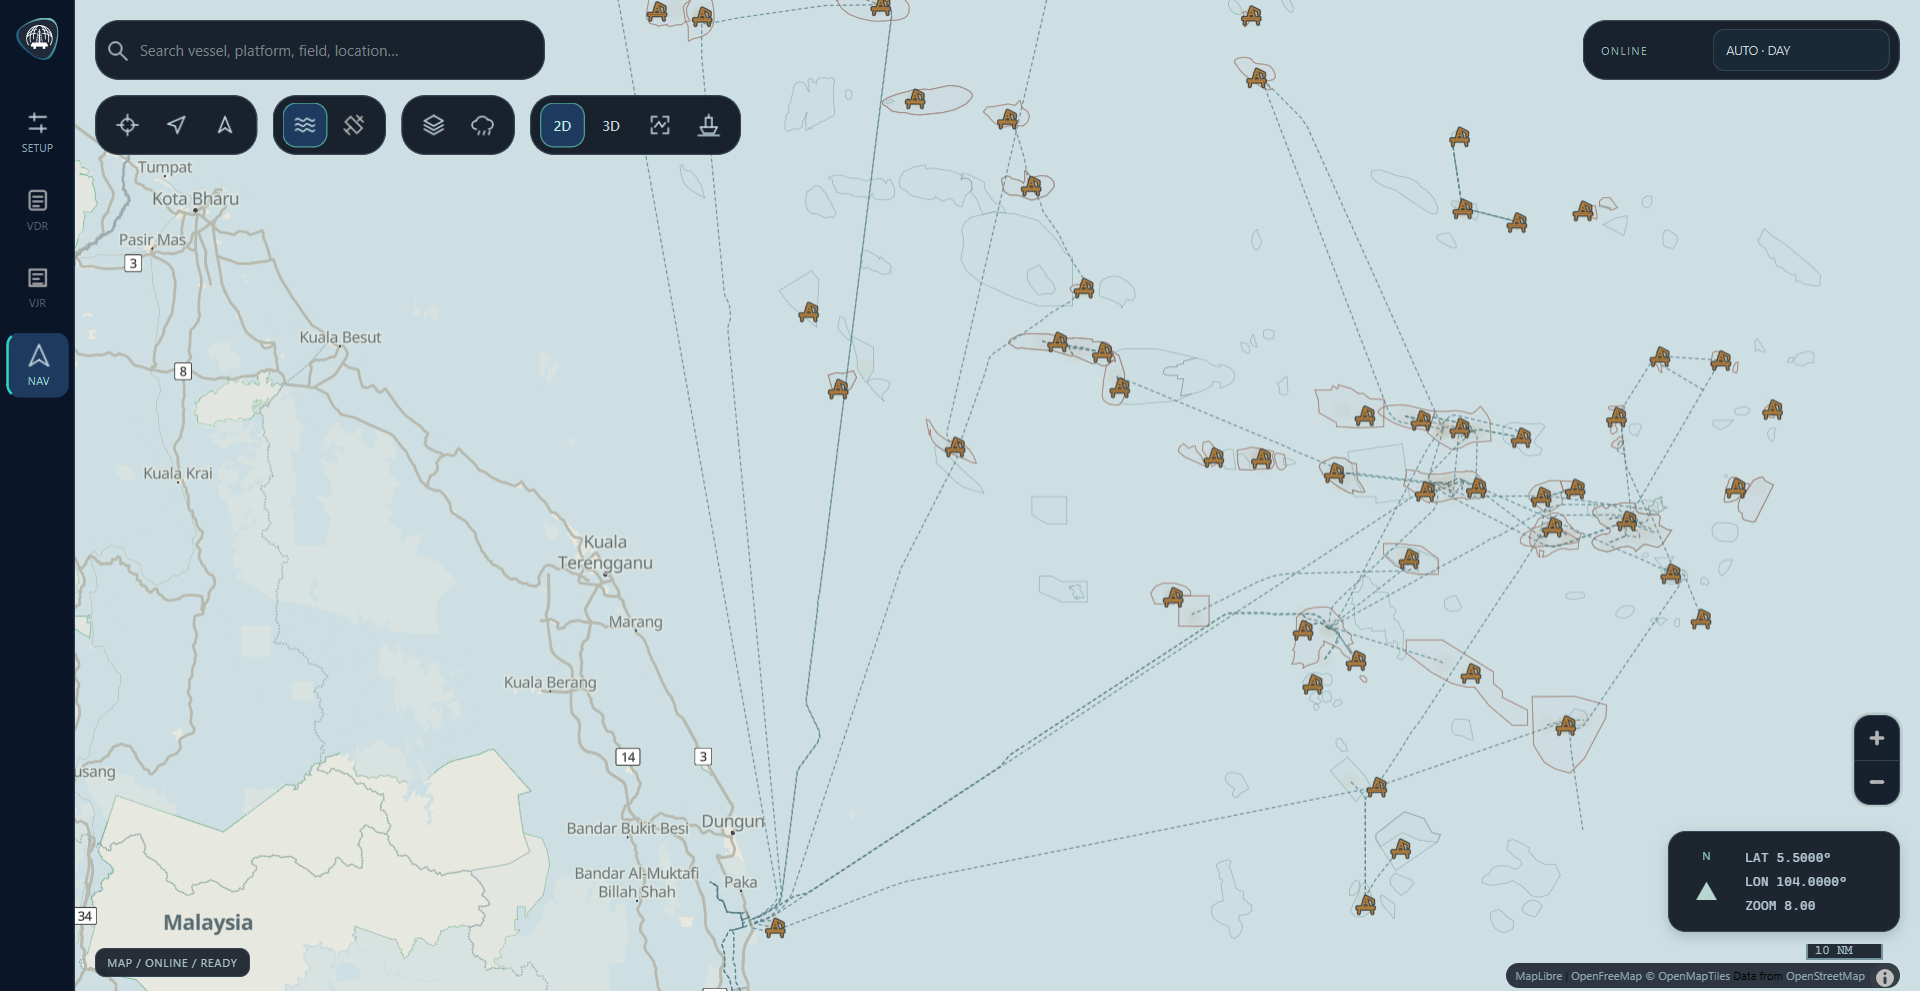 Search vessel, platform, field, location...
ONLINE
AUTO · DAY
2D
3D
SETUP
VDR
VJR
NAV
Tumpat
Kota Bharu
Pasir Mas
3
Kuala Besut
8
Kuala Krai
Kuala
Terengganu
Marang
Kuala Berang
14
3
usang
Bandar Bukit Besi
Dungun
Bandar Al-Muktafi
Billah Shah
Paka
34
Malaysia
MAP / ONLINE / READY
+
−
N
LAT 5.5000°
LON 104.0000°
ZOOM 8.00
10 NM
MapLibre | OpenFreeMap © OpenMapTiles Data from OpenStreetMap